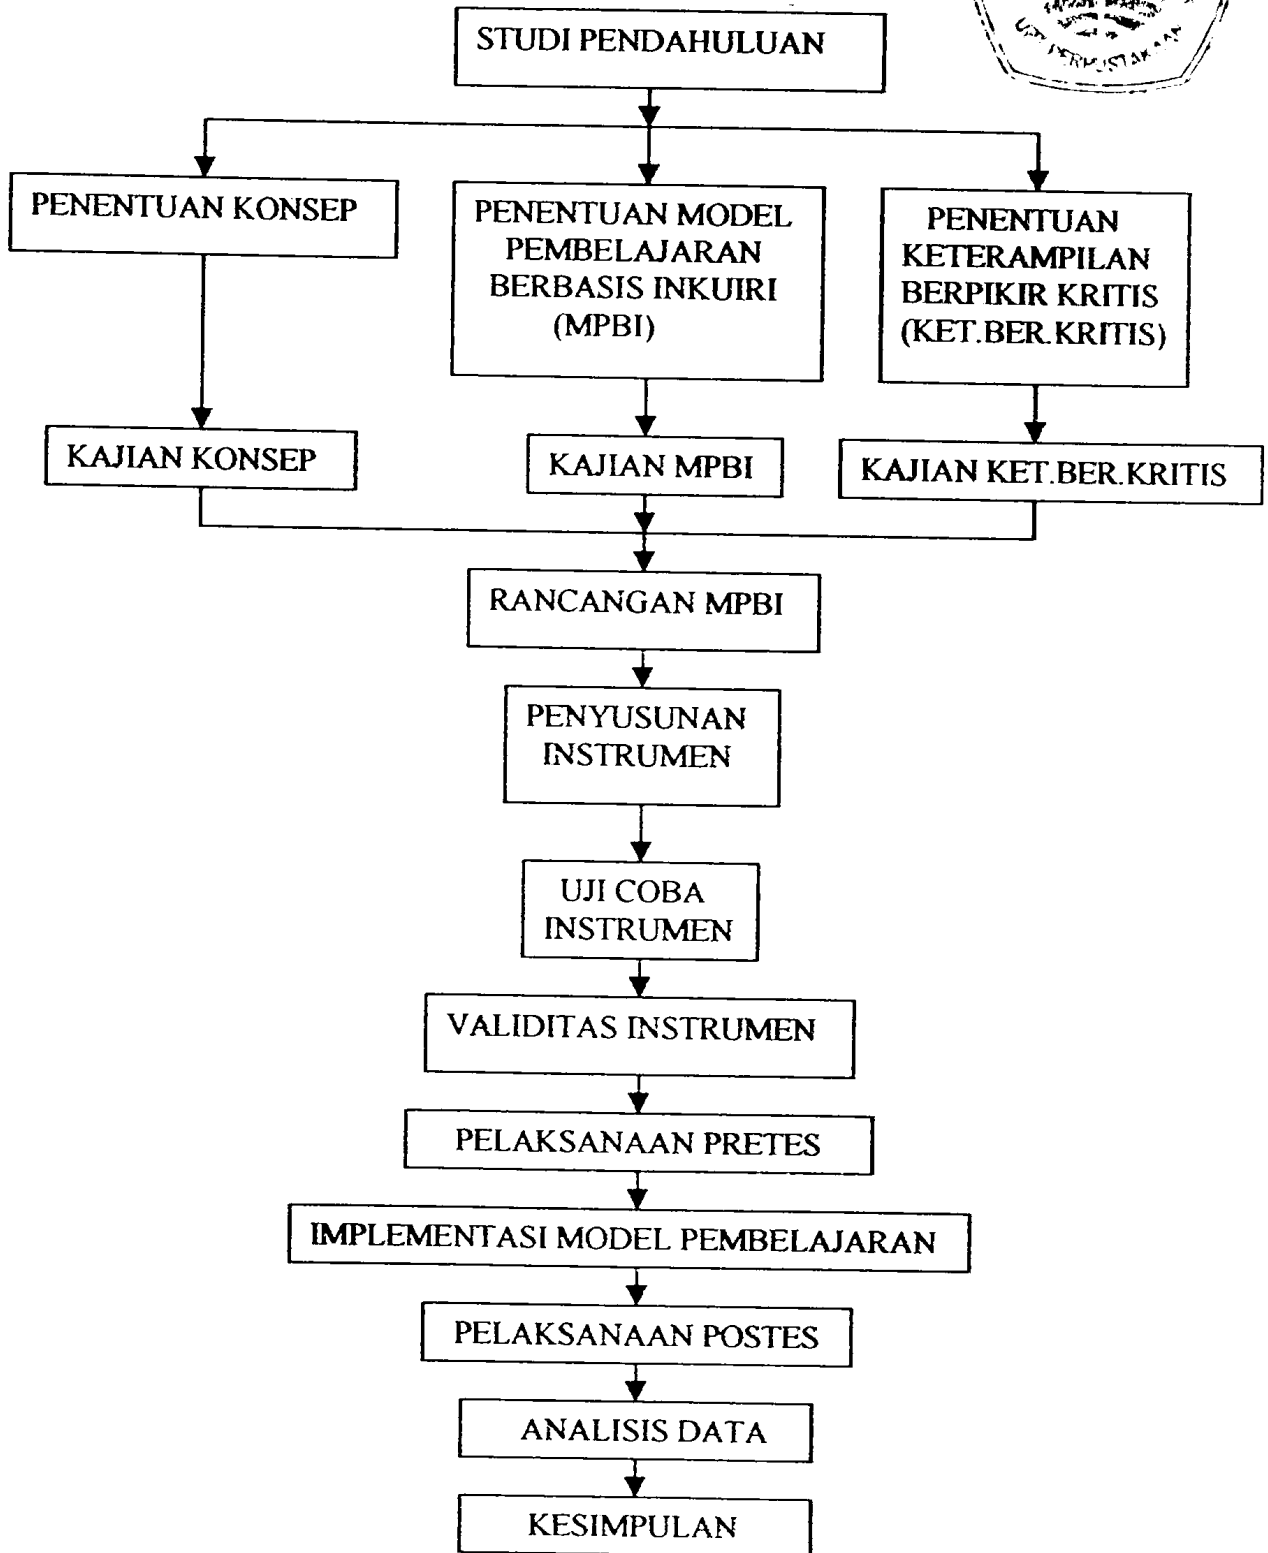 STUDI PENDAHULUAN
PERPUSTAKAAN
PENENTUAN KONSEP
PENENTUAN MODEL
PEMBELAJARAN
BERBASIS INKUIRI
(MPBI)
PENENTUAN
KETERAMPILAN
BERPIKIR KRITIS
(KET.BER.KRITIS)
KAJIAN KONSEP
KAJIAN MPBI
KAJIAN KET.BER.KRITIS
RANCANGAN MPBI
PENYUSUNAN
INSTRUMEN
UJI COBA
INSTRUMEN
VALIDITAS INSTRUMEN
PELAKSANAAN PRETES
IMPLEMENTASI MODEL PEMBELAJARAN
PELAKSANAAN POSTES
ANALISIS DATA
KESIMPULAN